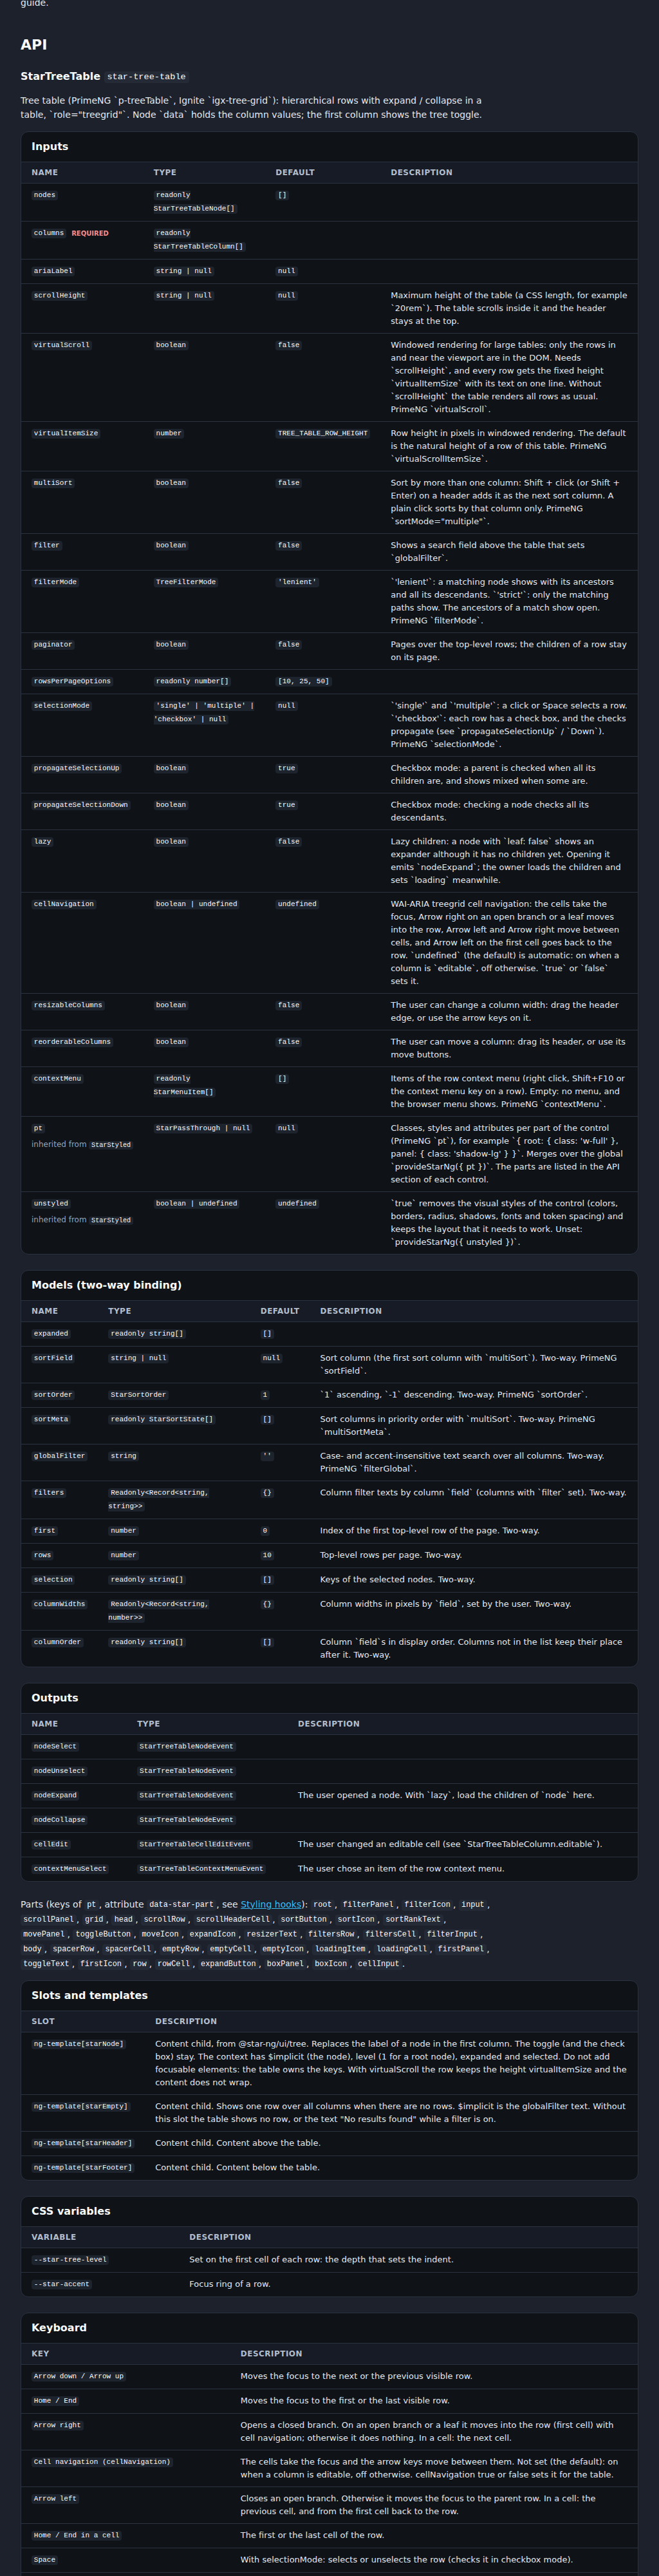 guide.
API
StarTreeTable star-tree-table
Tree table (PrimeNG `p-treeTable`, Ignite `igx-tree-grid`): hierarchical rows with expand / collapse in a
table, `role="treegrid"`. Node `data` holds the column values; the first column shows the tree toggle.
Inputs
NAME TYPE DEFAULT DESCRIPTION
nodes readonly []
StarTreeTableNode[]
columns REQUIRED readonly
StarTreeTableColumn[]
ariaLabel string | null null
scrollHeight string | null null Maximum height of the table (a CSS length, for example
`20rem`). The table scrolls inside it and the header
stays at the top.
virtualScroll boolean false Windowed rendering for large tables: only the rows in
and near the viewport are in the DOM. Needs
`scrollHeight`, and every row gets the fixed height
`virtualItemSize` with its text on one line. Without
`scrollHeight` the table renders all rows as usual.
PrimeNG `virtualScroll`.
virtualItemSize number TREE_TABLE_ROW_HEIGHT Row height in pixels in windowed rendering. The default
is the natural height of a row of this table. PrimeNG
`virtualScrollItemSize`.
multiSort boolean false Sort by more than one column: Shift + click (or Shift +
Enter) on a header adds it as the next sort column. A
plain click sorts by that column only. PrimeNG
`sortMode="multiple"`.
filter boolean false Shows a search field above the table that sets
`globalFilter`.
filterMode TreeFilterMode 'lenient' `'lenient'`: a matching node shows with its ancestors
and all its descendants. `'strict'`: only the matching
paths show. The ancestors of a match show open.
PrimeNG `filterMode`.
paginator boolean false Pages over the top-level rows; the children of a row stay
on its page.
rowsPerPageOptions readonly number[] [10, 25, 50]
selectionMode 'single' | 'multiple' | null `'single'` and `'multiple'`: a click or Space selects a row.
'checkbox' | null `'checkbox'`: each row has a check box, and the checks
propagate (see `propagateSelectionUp` / `Down`).
PrimeNG `selectionMode`.
propagateSelectionUp boolean true Checkbox mode: a parent is checked when all its
children are, and shows mixed when some are.
propagateSelectionDown boolean true Checkbox mode: checking a node checks all its
descendants.
lazy boolean false Lazy children: a node with `leaf: false` shows an
expander although it has no children yet. Opening it
emits `nodeExpand`; the owner loads the children and
sets `loading` meanwhile.
cellNavigation boolean | undefined undefined WAI-ARIA treegrid cell navigation: the cells take the
focus, Arrow right on an open branch or a leaf moves
into the row, Arrow left and Arrow right move between
cells, and Arrow left on the first cell goes back to the
row. `undefined` (the default) is automatic: on when a
column is `editable`, off otherwise. `true` or `false`
sets it.
resizableColumns boolean false The user can change a column width: drag the header
edge, or use the arrow keys on it.
reorderableColumns boolean false The user can move a column: drag its header, or use its
move buttons.
contextMenu readonly [] Items of the row context menu (right click, Shift+F10 or
StarMenuItem[] the context menu key on a row). Empty: no menu, and
the browser menu shows. PrimeNG `contextMenu`.
pt StarPassThrough | null null Classes, styles and attributes per part of the control
inherited from StarStyled (PrimeNG `pt`), for example `{ root: { class: 'w-full' },
panel: { class: 'shadow-lg' } }`. Merges over the global
`provideStarNg({ pt })`. The parts are listed in the API
section of each control.
unstyled boolean | undefined undefined `true` removes the visual styles of the control (colors,
inherited from StarStyled borders, radius, shadows, fonts and token spacing) and
keeps the layout that it needs to work. Unset:
`provideStarNg({ unstyled })`.
Models (two-way binding)
NAME TYPE DEFAULT DESCRIPTION
expanded readonly string[] []
sortField string | null null Sort column (the first sort column with `multiSort`). Two-way. PrimeNG
`sortField`.
sortOrder StarSortOrder 1 `1` ascending, `-1` descending. Two-way. PrimeNG `sortOrder`.
sortMeta readonly StarSortState[] [] Sort columns in priority order with `multiSort`. Two-way. PrimeNG
`multiSortMeta`.
globalFilter string '' Case- and accent-insensitive text search over all columns. Two-way.
PrimeNG `filterGlobal`.
filters Readonly<Record<string, {} Column filter texts by column `field` (columns with `filter` set). Two-way.
string>>
first number 0 Index of the first top-level row of the page. Two-way.
rows number 10 Top-level rows per page. Two-way.
selection readonly string[] [] Keys of the selected nodes. Two-way.
columnWidths Readonly<Record<string, {} Column widths in pixels by `field`, set by the user. Two-way.
number>>
columnOrder readonly string[] [] Column `field`s in display order. Columns not in the list keep their place
after it. Two-way.
Outputs
NAME TYPE DESCRIPTION
nodeSelect StarTreeTableNodeEvent
nodeUnselect StarTreeTableNodeEvent
nodeExpand StarTreeTableNodeEvent The user opened a node. With `lazy`, load the children of `node` here.
nodeCollapse StarTreeTableNodeEvent
cellEdit StarTreeTableCellEditEvent The user changed an editable cell (see `StarTreeTableColumn.editable`).
contextMenuSelect StarTreeTableContextMenuEvent The user chose an item of the row context menu.
Parts (keys of pt, attribute data-star-part, see Styling hooks): root, filterPanel, filterIcon, input,
scrollPanel, grid, head, scrollRow, scrollHeaderCell, sortButton, sortIcon, sortRankText,
movePanel, toggleButton, moveIcon, expandIcon, resizerText, filtersRow, filtersCell, filterInput,
body, spacerRow, spacerCell, emptyRow, emptyCell, emptyIcon, loadingItem, loadingCell, firstPanel,
toggleText, firstIcon, row, rowCell, expandButton, boxPanel, boxIcon, cellInput.
Slots and templates
SLOT DESCRIPTION
ng-template[starNode] Content child, from @star-ng/ui/tree. Replaces the label of a node in the first column. The toggle (and the check
box) stay. The context has $implicit (the node), level (1 for a root node), expanded and selected. Do not add
focusable elements: the table owns the keys. With virtualScroll the row keeps the height virtualItemSize and the
content does not wrap.
ng-template[starEmpty] Content child. Shows one row over all columns when there are no rows. $implicit is the globalFilter text. Without
this slot the table shows no row, or the text "No results found" while a filter is on.
ng-template[starHeader] Content child. Content above the table.
ng-template[starFooter] Content child. Content below the table.
CSS variables
VARIABLE DESCRIPTION
--star-tree-level Set on the first cell of each row: the depth that sets the indent.
--star-accent Focus ring of a row.
Keyboard
KEY DESCRIPTION
Arrow down / Arrow up Moves the focus to the next or the previous visible row.
Home / End Moves the focus to the first or the last visible row.
Arrow right Opens a closed branch. On an open branch or a leaf it moves into the row (first cell) with
cell navigation; otherwise it does nothing. In a cell: the next cell.
Cell navigation (cellNavigation) The cells take the focus and the arrow keys move between them. Not set (the default): on
when a column is editable, off otherwise. cellNavigation true or false sets it for the table.
Arrow left Closes an open branch. Otherwise it moves the focus to the parent row. In a cell: the
previous cell, and from the first cell back to the row.
Home / End in a cell The first or the last cell of the row.
Space With selectionMode: selects or unselects the row (checks it in checkbox mode).